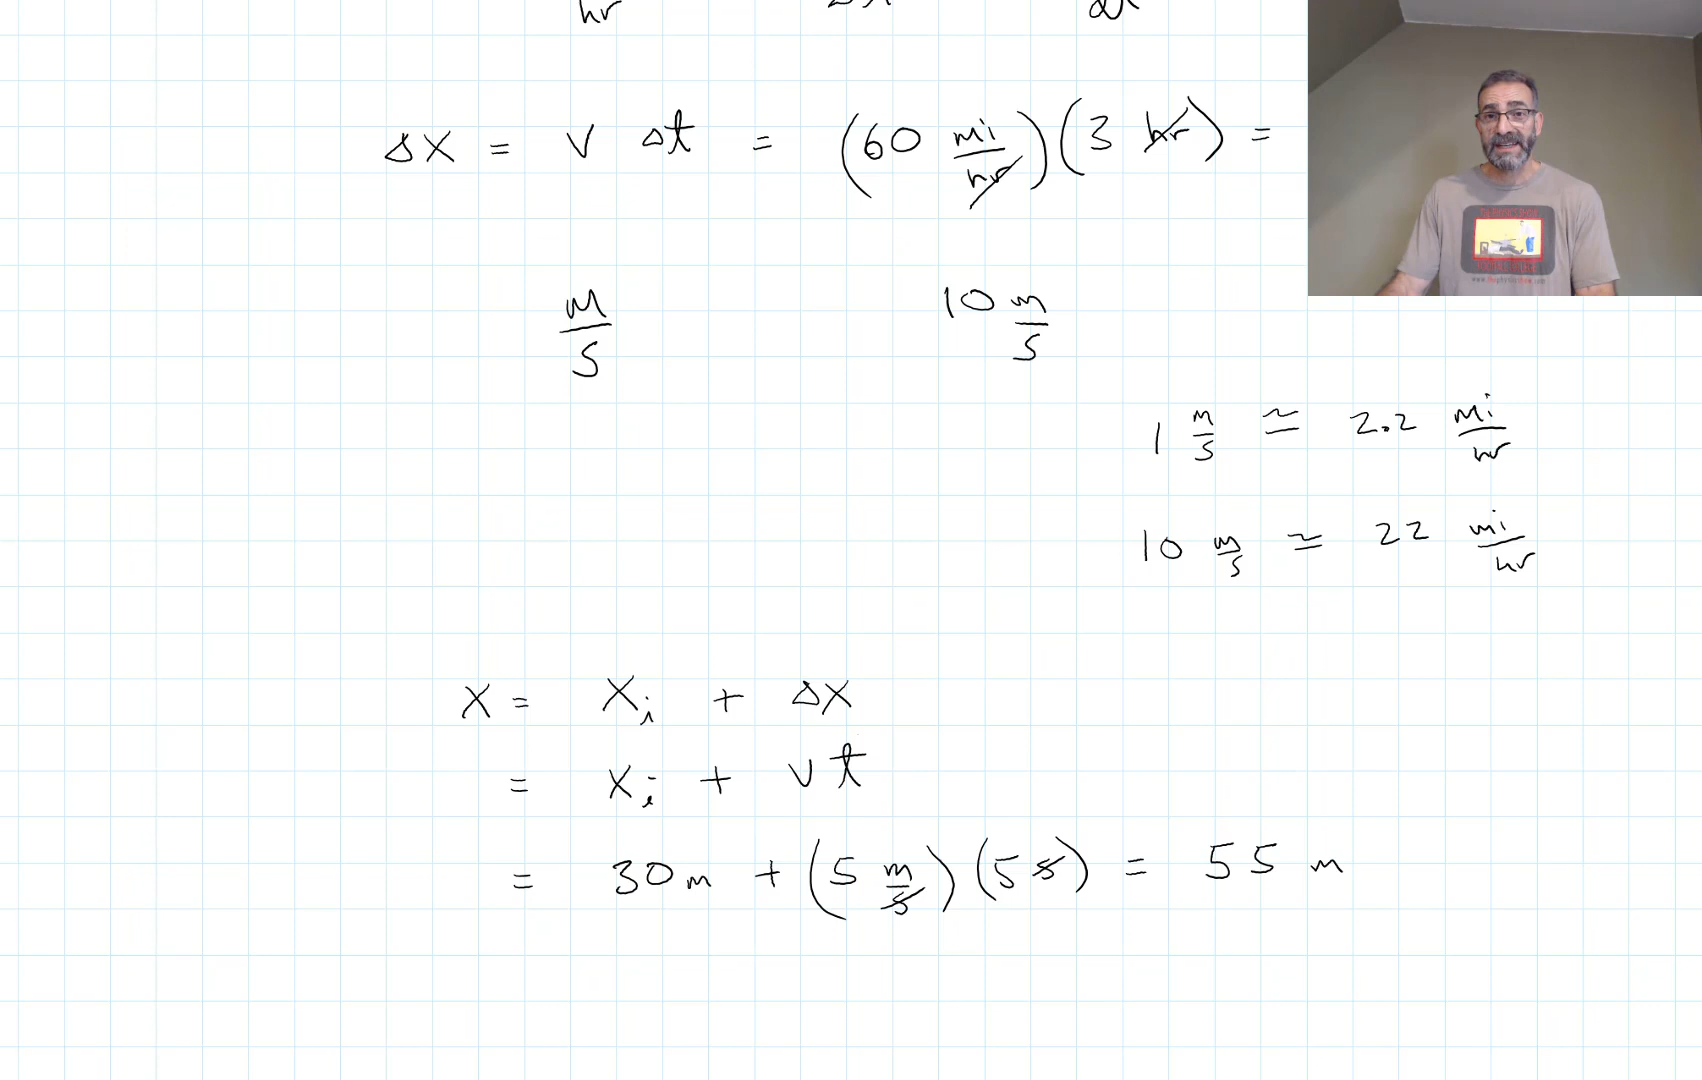 hr
Δx = v Δt = (60 mi/hr)(3 hr) =
m/s 10 m/s
1 m/s ≃ 2.2 mi/hr
10 m/s ≃ 22 mi/hr
x = xᵢ + Δx
= xᵢ + v t
= 30 m + (5 m/s)(5 s) = 55 m